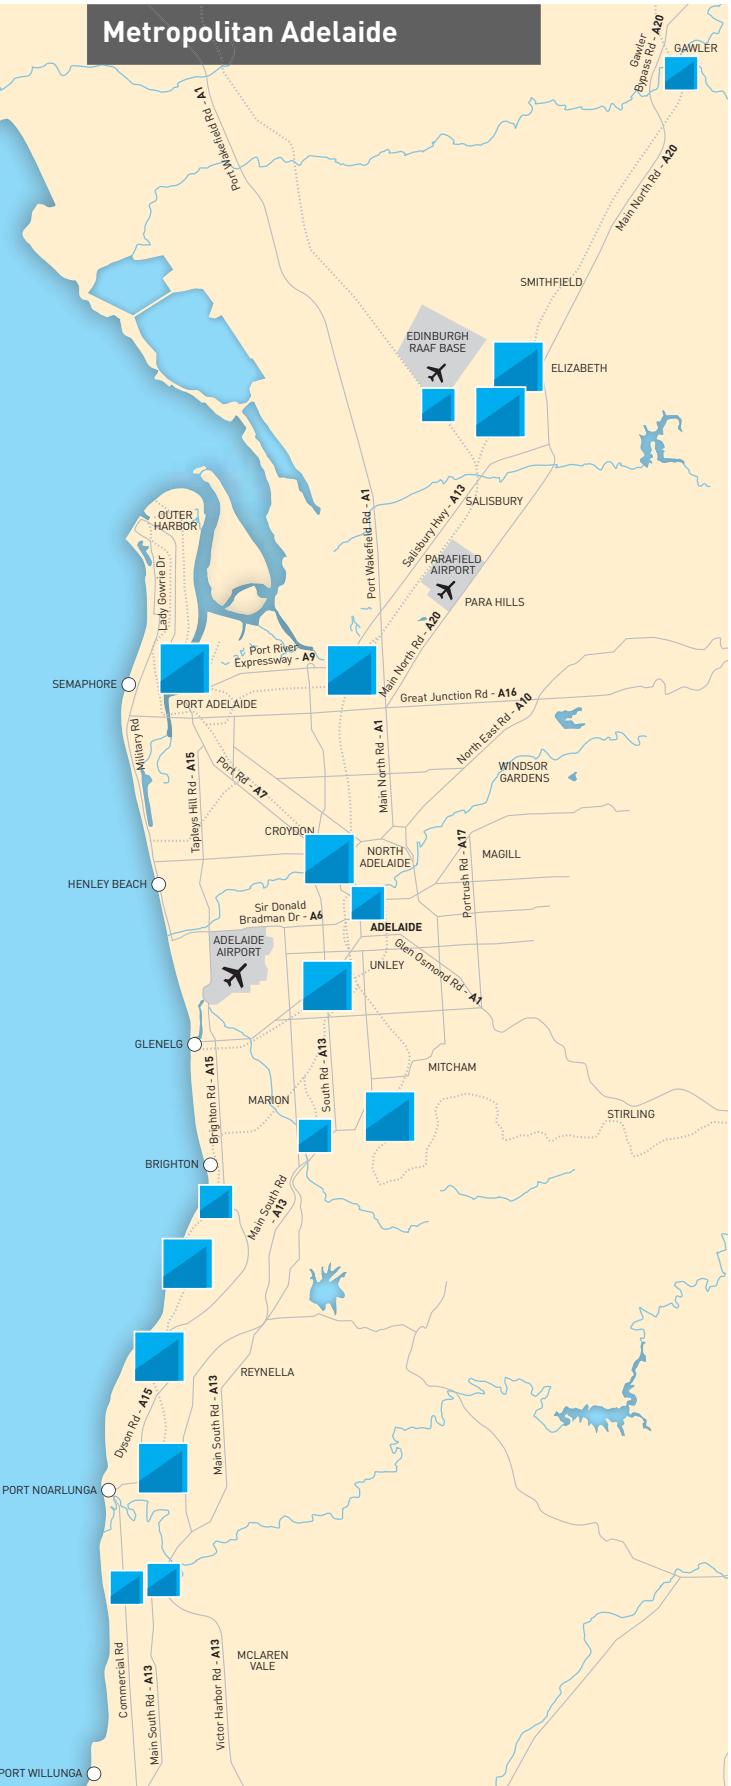 Metropolitan Adelaide
Gawler
Bypass Rd - A20
GAWLER
Port Wakefield Rd - A1
Main North Rd - A20
SMITHFIELD
EDINBURGH
RAAF BASE
ELIZABETH
Port Wakefield Rd - A1
Salisbury Hwy - A13
SALISBURY
OUTER
HARBOR
Lady Gowrie Dr
PARAFIELD
AIRPORT
PARA HILLS
Main North Rd - A20
Port River
Expressway - A9
SEMAPHORE
PORT ADELAIDE
Great Junction Rd - A16
North East Rd - A10
Military Rd
Tapleys Hill Rd - A15
Port Rd - A7
Main North Rd - A1
WINDSOR
GARDENS
CROYDON
NORTH
ADELAIDE
Portrush Rd - A17
MAGILL
HENLEY BEACH
Sir Donald
Bradman Dr - A6
ADELAIDE
ADELAIDE
AIRPORT
UNLEY
Glen Osmond Rd - A1
GLENELG
Brighton Rd - A15
South Rd - A13
MITCHAM
MARION
STIRLING
BRIGHTON
Main South Rd
- A13
REYNELLA
Dyson Rd - A15
Main South Rd - A13
PORT NOARLUNGA
Commercial Rd
Main South Rd - A13
Victor Harbor Rd - A13
MCLAREN
VALE
PORT WILLUNGA